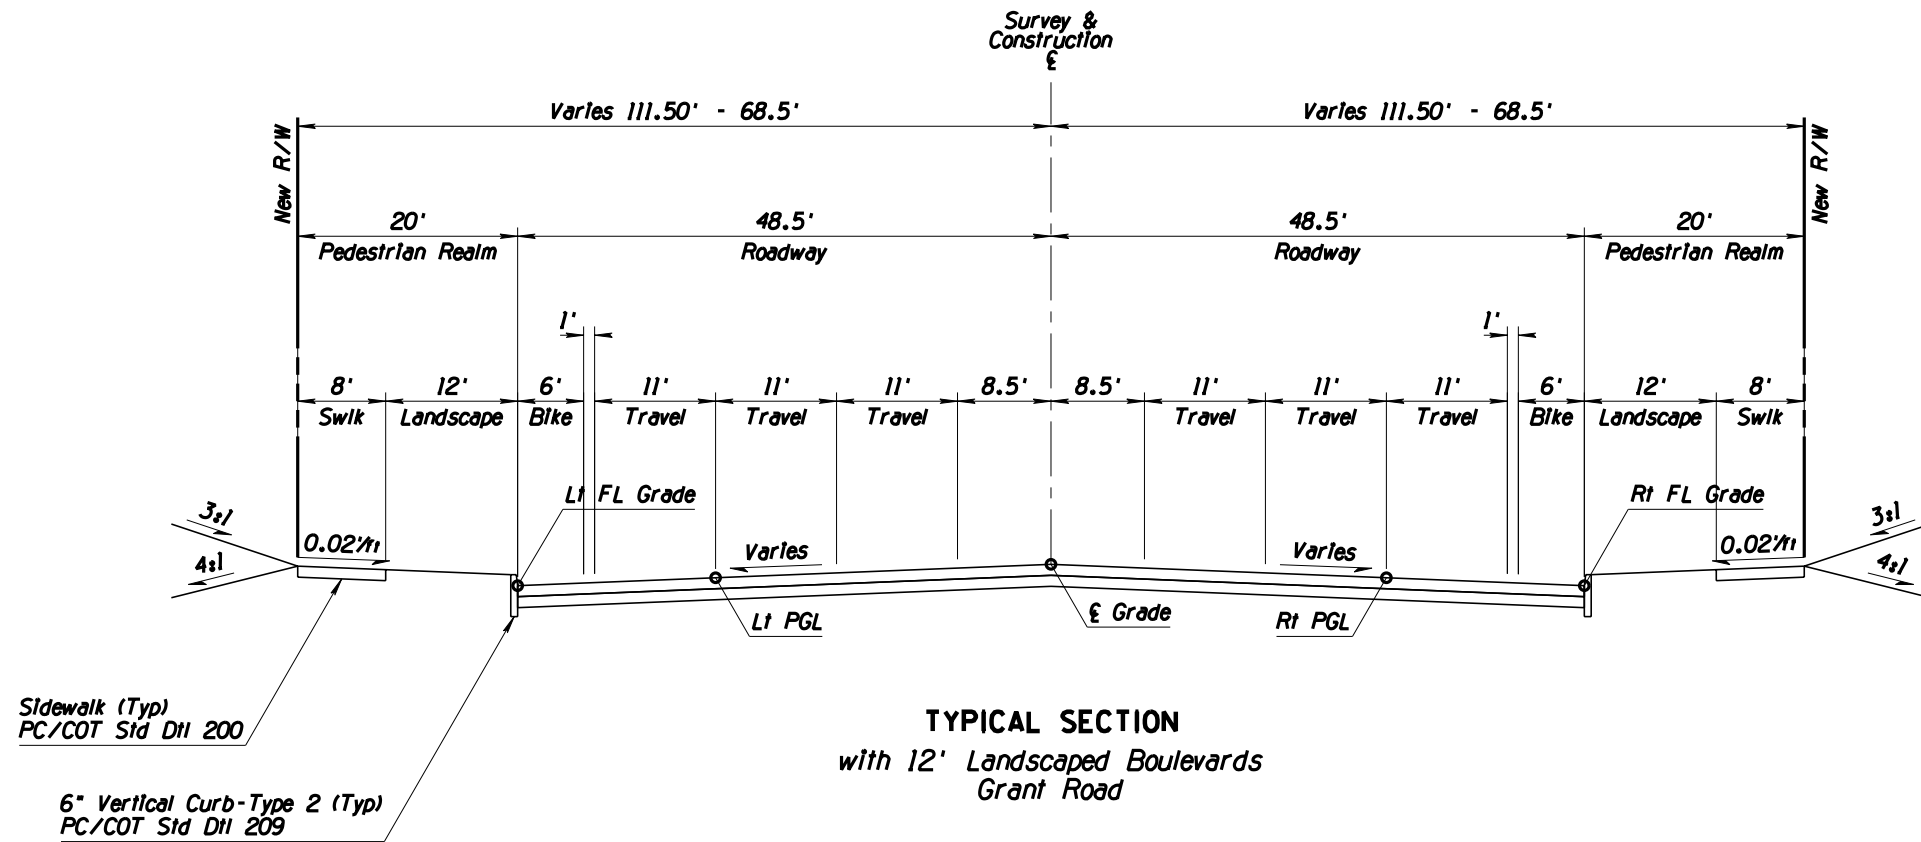 Survey &
Construction
℄
Varies 111.50' - 68.5'
Varies 111.50' - 68.5'
New R/W
New R/W
20'
48.5'
48.5'
20'
Pedestrian Realm
Roadway
Roadway
Pedestrian Realm
1'
1'
8'
12'
6'
11'
11'
11'
8.5'
8.5'
11'
11'
11'
6'
12'
8'
Swlk
Landscape
Bike
Travel
Travel
Travel
Travel
Travel
Travel
Bike
Landscape
Swlk
Lt FL Grade
Rt FL Grade
3:1
0.02'/ft
4:1
Varies
Varies
3:1
0.02'/ft
4:1
Lt PGL
℄ Grade
Rt PGL
Sidewalk (Typ)
PC/COT Std Dtl 200
TYPICAL SECTION
with 12' Landscaped Boulevards
Grant Road
6" Vertical Curb-Type 2 (Typ)
PC/COT Std Dtl 209